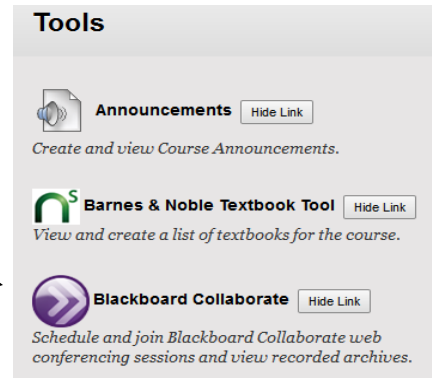 Tools
Announcements Hide Link
Create and view Course Announcements.
n s Barnes & Noble Textbook Tool Hide Link
View and create a list of textbooks for the course.
Blackboard Collaborate Hide Link
Schedule and join Blackboard Collaborate web
conferencing sessions and view recorded archives.